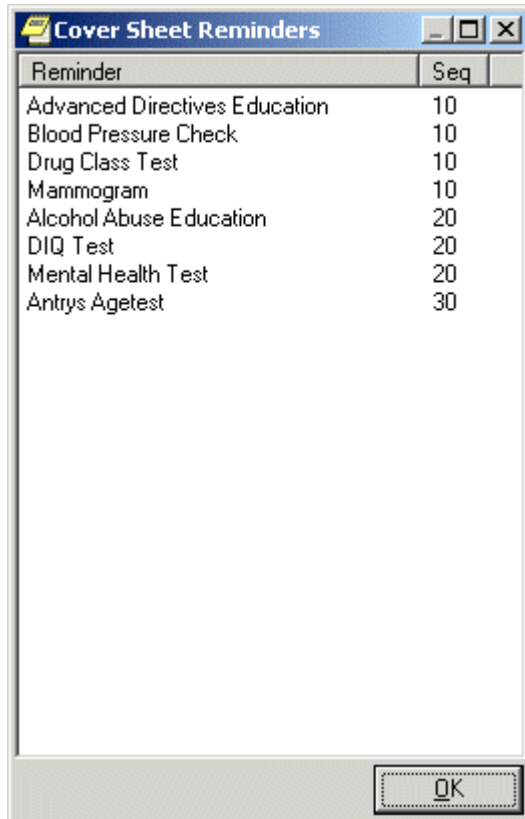 Cover Sheet Reminders
Reminder Seq
Advanced Directives Education 10
Blood Pressure Check 10
Drug Class Test 10
Mammogram 10
Alcohol Abuse Education 20
DIQ Test 20
Mental Health Test 20
Antrys Agetest 30
OK